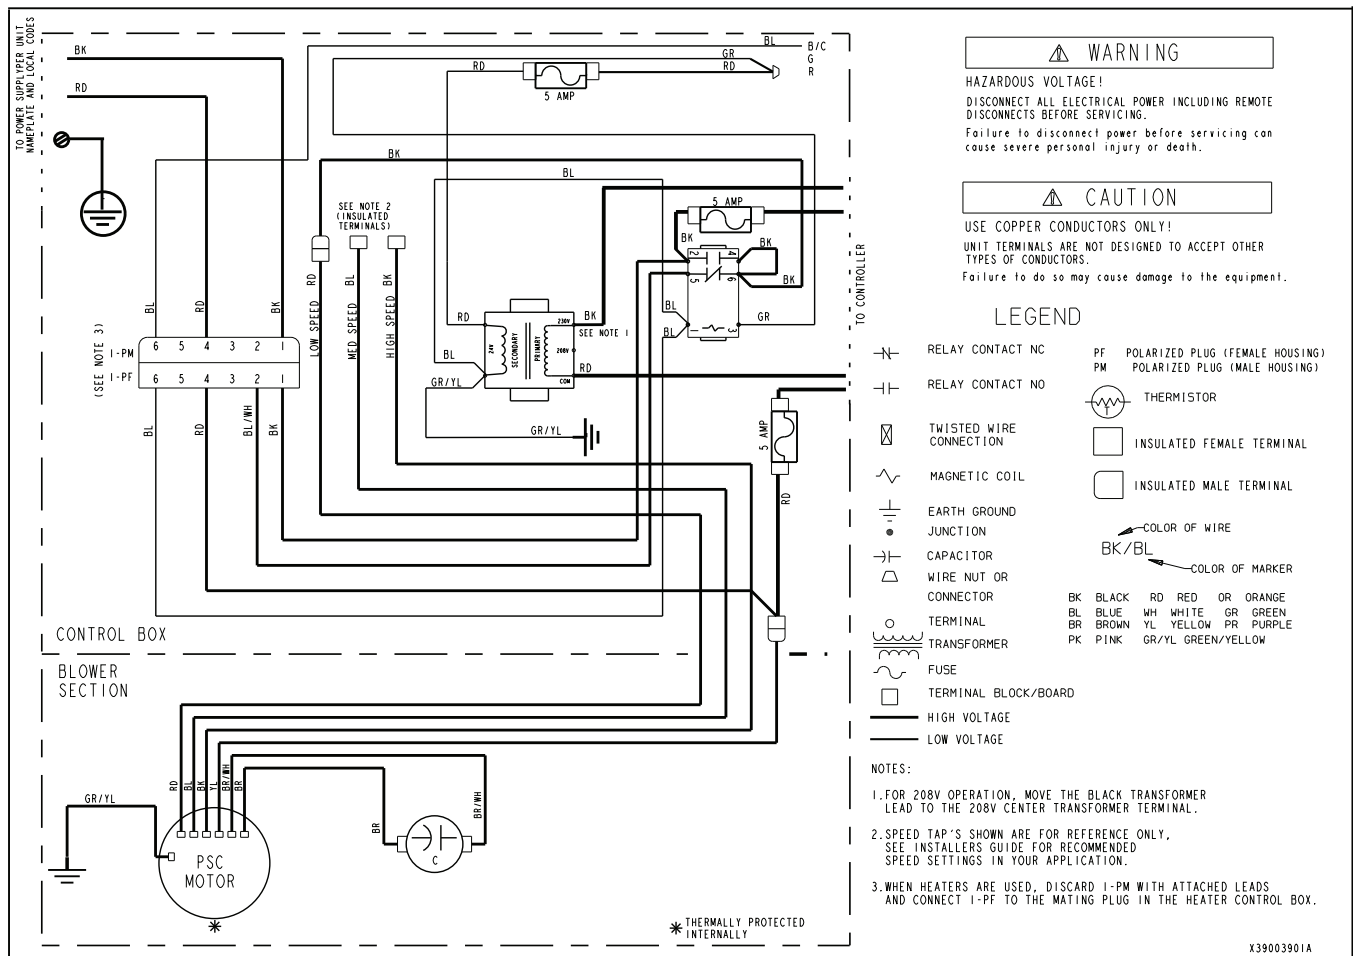 TO POWER SUPPLYPER UNIT
NAMEPLATE AND LOCAL CODES
BK
RD
BL
B/C
GR
G
RD
RD
R
5 AMP
BK
BL
SEE NOTE 2
(INSULATED
TERMINALS)
5 AMP
BK
BK
BK
2
4
5
6
1
3
BL
BL
GR
TO CONTROLLER
BL
RD
BK
LOW SPEED
RD
MED SPEED
BL
HIGH SPEED
BK
RD
BL
GR/YL
24V
SECONDARY
PRIMARY
230V
208V
COM
BK
SEE NOTE 1
RD
GR/YL
(SEE NOTE 3)
1-PM
6 5 4 3 2 1
1-PF
6 5 4 3 2 1
BL
RD
BL/WH
BK
5 AMP
RD
CONTROL BOX
BLOWER
SECTION
RD
BL
BK
YL
BR/WH
BR
GR/YL
PSC
MOTOR
*
BR
C
BR/WH
* THERMALLY PROTECTED
INTERNALLY
⚠ WARNING
HAZARDOUS VOLTAGE!
DISCONNECT ALL ELECTRICAL POWER INCLUDING REMOTE
DISCONNECTS BEFORE SERVICING.
Failure to disconnect power before servicing can
cause severe personal injury or death.
⚠ CAUTION
USE COPPER CONDUCTORS ONLY!
UNIT TERMINALS ARE NOT DESIGNED TO ACCEPT OTHER
TYPES OF CONDUCTORS.
Failure to do so may cause damage to the equipment.
LEGEND
RELAY CONTACT NC
RELAY CONTACT NO
TWISTED WIRE
CONNECTION
MAGNETIC COIL
EARTH GROUND
JUNCTION
CAPACITOR
WIRE NUT OR
CONNECTOR
TERMINAL
TRANSFORMER
FUSE
TERMINAL BLOCK/BOARD
HIGH VOLTAGE
LOW VOLTAGE
PF POLARIZED PLUG (FEMALE HOUSING)
PM POLARIZED PLUG (MALE HOUSING)
THERMISTOR
INSULATED FEMALE TERMINAL
INSULATED MALE TERMINAL
COLOR OF WIRE
BK/BL
COLOR OF MARKER
BK BLACK RD RED OR ORANGE
BL BLUE WH WHITE GR GREEN
BR BROWN YL YELLOW PR PURPLE
PK PINK GR/YL GREEN/YELLOW
NOTES:
1.FOR 208V OPERATION, MOVE THE BLACK TRANSFORMER
LEAD TO THE 208V CENTER TRANSFORMER TERMINAL.
2.SPEED TAP'S SHOWN ARE FOR REFERENCE ONLY,
SEE INSTALLERS GUIDE FOR RECOMMENDED
SPEED SETTINGS IN YOUR APPLICATION.
3.WHEN HEATERS ARE USED, DISCARD 1-PM WITH ATTACHED LEADS
AND CONNECT 1-PF TO THE MATING PLUG IN THE HEATER CONTROL BOX.
X39003901A